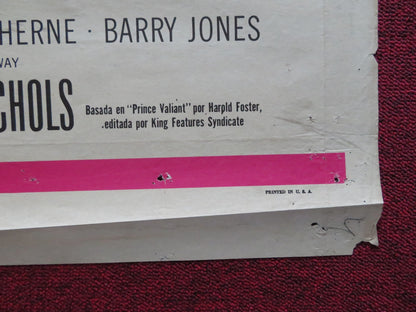 HERNE · BARRY JONES
WAY
CHOLS
Basada en "Prince Valiant" por Harold Foster,
editada por King Features Syndicate
PRINTED IN U. S. A.